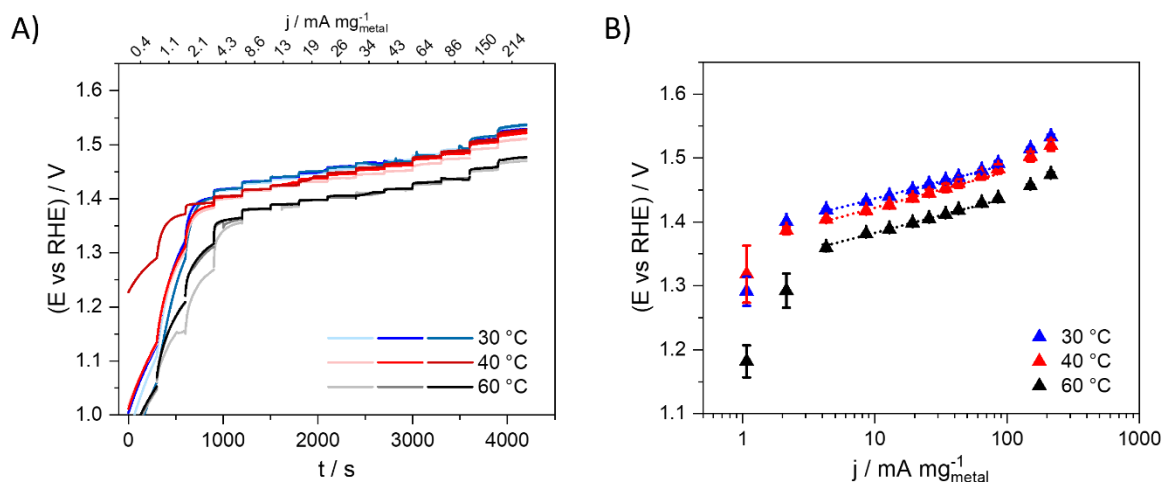 A)
j / mA mg⁻¹metal
0.4 1.1 2.1 4.3 8.6 13 19 26 34 43 64 86 150 214
1.6
1.5
1.4
1.3
1.2
1.1
1.0
(E vs RHE) / V
30 °C
40 °C
60 °C
0 1000 2000 3000 4000
t / s
B)
1.6
1.5
1.4
1.3
1.2
1.1
(E vs RHE) / V
30 °C
40 °C
60 °C
1 10 100 1000
j / mA mg⁻¹metal